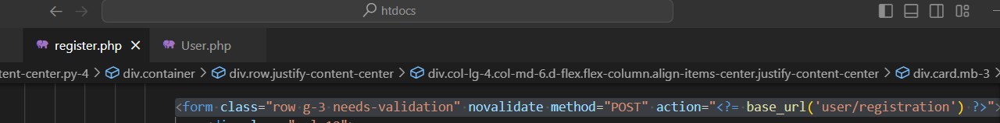 htdocs
register.php User.php
tent-center.py-4 > div.container > div.row.justify-content-center > div.col-lg-4.col-md-6.d-flex.flex-column.align-items-center.justify-content-center > div.card.mb-3
<form class="row g-3 needs-validation" novalidate method="POST" action="<?= base_url('user/registration') ?>">